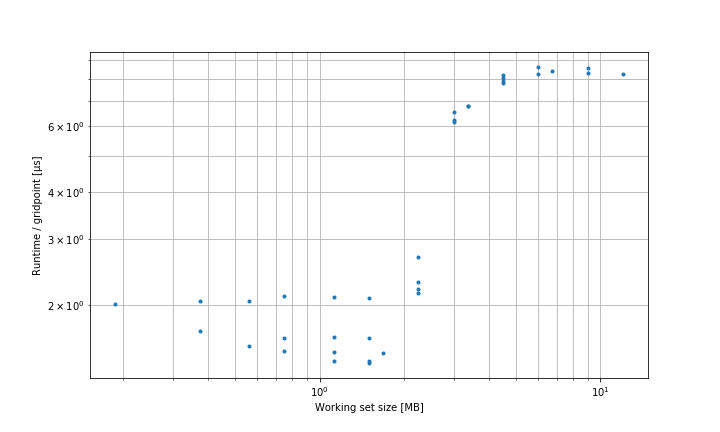 Runtime / gridpoint [µs]
6 × 10⁰
4 × 10⁰
3 × 10⁰
2 × 10⁰
10⁰
10¹
Working set size [MB]